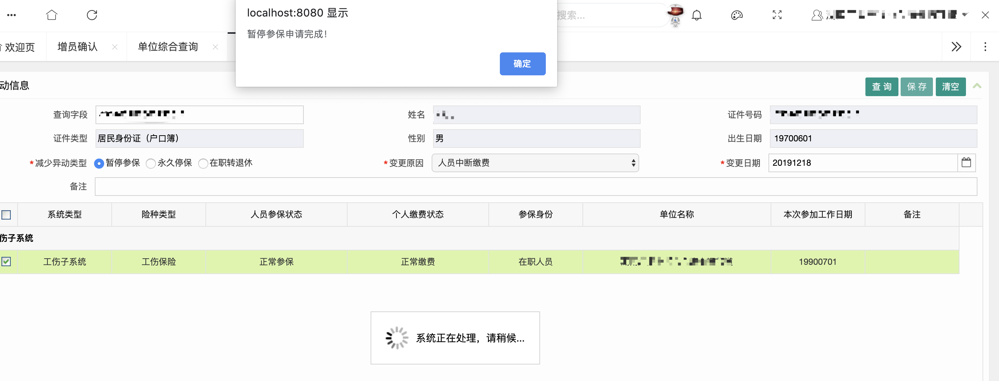 localhost:8080 显示
暂停参保申请完成！
确定
搜索...
欢迎页
增员确认
单位综合查询
动信息
查 询
保 存
清空
查询字段
姓名
证件号码
证件类型 居民身份证（户口簿）
性别 男
出生日期 19700601
*减少异动类型 暂停参保 永久停保 在职转退休
*变更原因 人员中断缴费
*变更日期 20191218
备注
系统类型 险种类型 人员参保状态 个人缴费状态 参保身份 单位名称 本次参加工作日期 备注
伤子系统
工伤子系统 工伤保险 正常参保 正常缴费 在职人员 19900701
系统正在处理，请稍候...